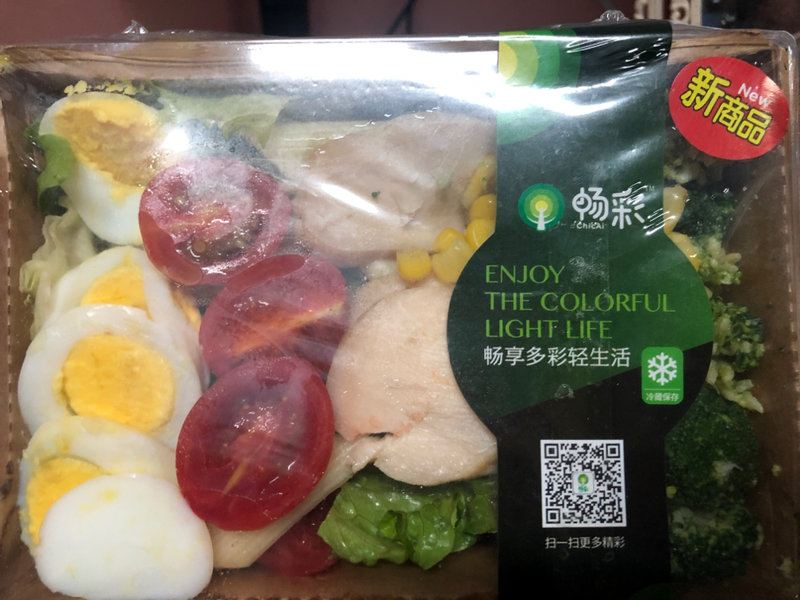 New
新商品
畅彩
ChiCAi
ENJOY
THE COLORFUL
LIGHT LIFE
畅享多彩轻生活
冷藏保存
扫一扫更多精彩